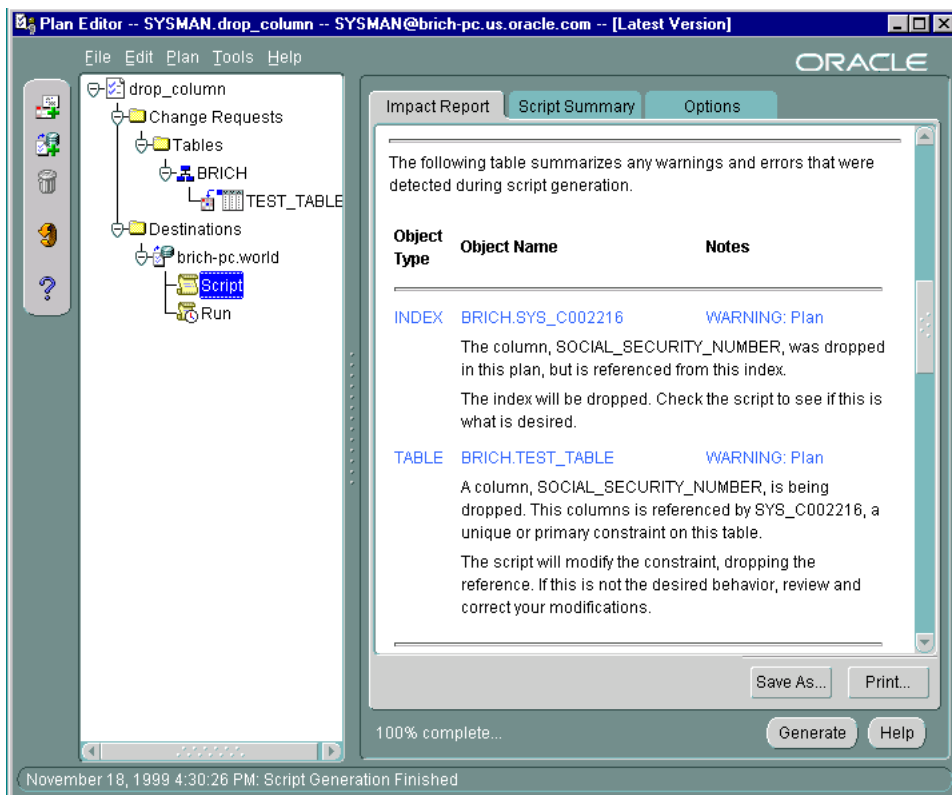 Plan Editor -- SYSMAN.drop_column -- SYSMAN@brich-pc.us.oracle.com -- [Latest Version]
File Edit Plan Tools Help
ORACLE
drop_column
Change Requests
Tables
BRICH
TEST_TABLE
Destinations
brich-pc.world
Script
Run
Impact Report Script Summary Options
The following table summarizes any warnings and errors that were
detected during script generation.
Object Type Object Name Notes
INDEX BRICH.SYS_C002216 WARNING: Plan
The column, SOCIAL_SECURITY_NUMBER, was dropped
in this plan, but is referenced from this index.
The index will be dropped. Check the script to see if this is
what is desired.
TABLE BRICH.TEST_TABLE WARNING: Plan
A column, SOCIAL_SECURITY_NUMBER, is being
dropped. This columns is referenced by SYS_C002216, a
unique or primary constraint on this table.
The script will modify the constraint, dropping the
reference. If this is not the desired behavior, review and
correct your modifications.
Save As... Print...
100% complete...
Generate Help
November 18, 1999 4:30:26 PM: Script Generation Finished